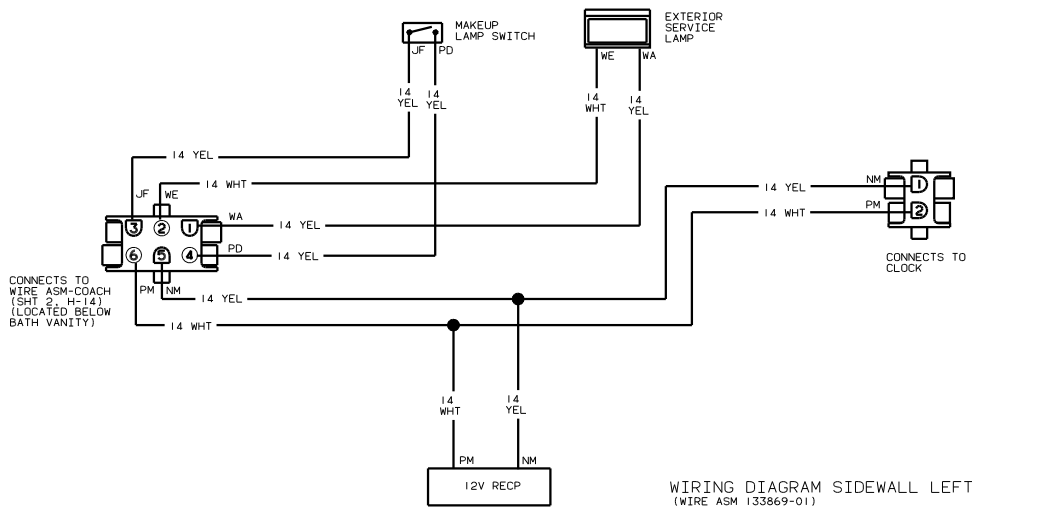 MAKEUP
LAMP SWITCH
JF PD
EXTERIOR
SERVICE
LAMP
WE WA
14
YEL
14
YEL
14
WHT
14
YEL
14 YEL
14 WHT
JF WE
WA
14 YEL
PD
14 YEL
3 2 1
6 5 4
PM NM
14 YEL
14 WHT
CONNECTS TO
WIRE ASM-COACH
(SHT 2, H-14)
(LOCATED BELOW
BATH VANITY)
14 YEL
NM
1
14 WHT
PM
2
CONNECTS TO
CLOCK
14
WHT
14
YEL
PM NM
12V RECP
WIRING DIAGRAM SIDEWALL LEFT
(WIRE ASM 133869-01)